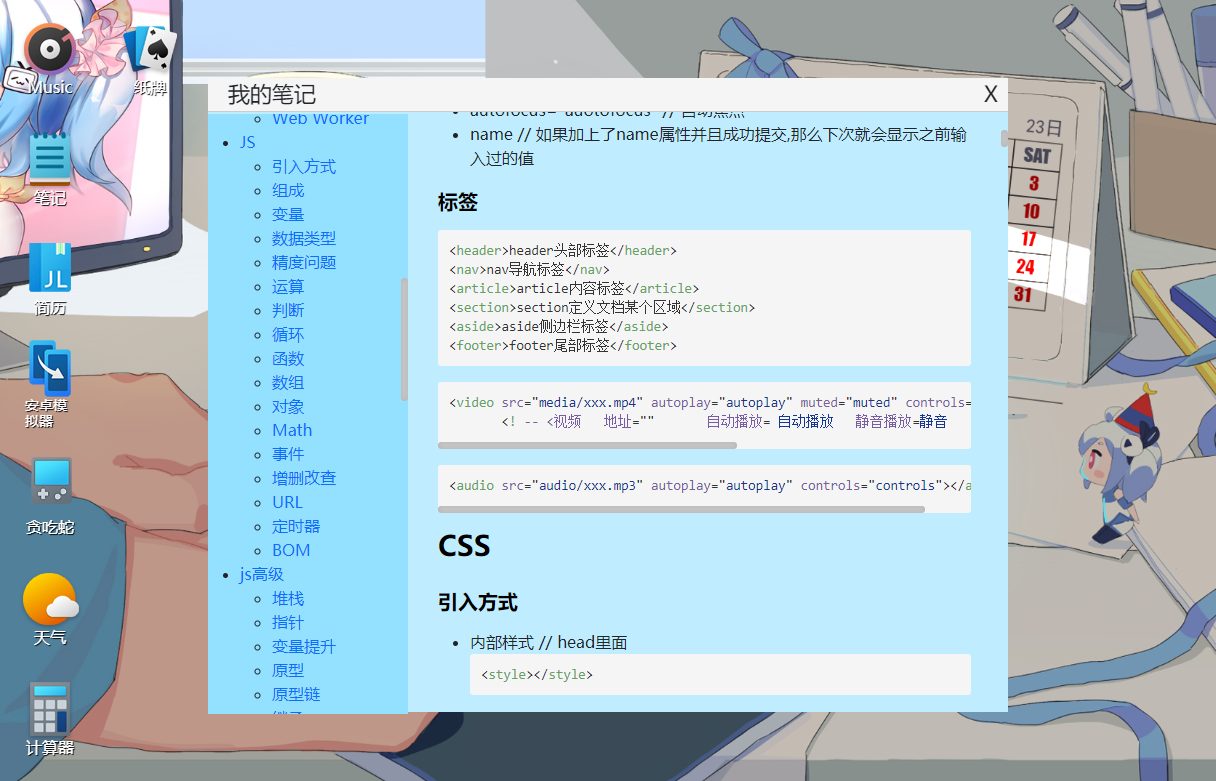 Music
纸牌
笔记
JL
简历
安卓模
拟器
贪吃蛇
天气
计算器
我的笔记
X
Web Worker
JS
引入方式
组成
变量
数据类型
精度问题
运算
判断
循环
函数
数组
对象
Math
事件
增删改查
URL
定时器
BOM
js高级
堆栈
指针
变量提升
原型
原型链
name // 如果加上了name属性并且成功提交,那么下次就会显示之前输
入过的值
标签
<header>header头部标签</header>
<nav>nav导航标签</nav>
<article>article内容标签</article>
<section>section定义文档某个区域</section>
<aside>aside侧边栏标签</aside>
<footer>footer尾部标签</footer>
<video src="media/xxx.mp4" autoplay="autoplay" muted="muted" controls=
<! -- <视频 地址="" 自动播放= 自动播放 静音播放=静音
<audio src="audio/xxx.mp3" autoplay="autoplay" controls="controls"></a
CSS
引入方式
内部样式 // head里面
<style></style>
23日
SAT
3
10
17
24
31